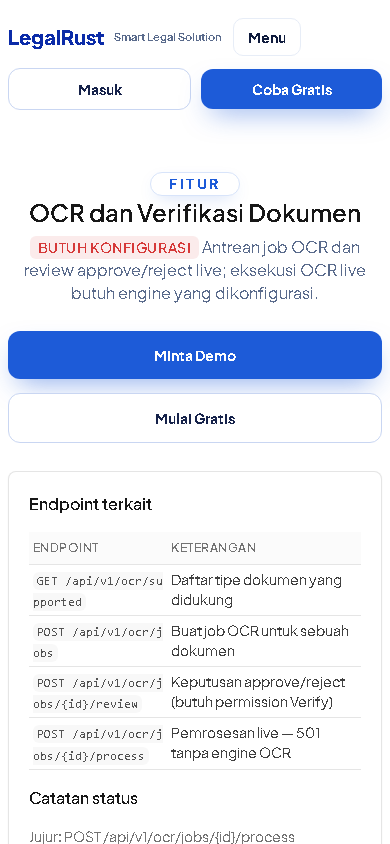 LegalRust Smart Legal Solution Menu
Masuk Coba Gratis
FITUR
OCR dan Verifikasi Dokumen
BUTUH KONFIGURASI Antrean job OCR dan
review approve/reject live; eksekusi OCR live
butuh engine yang dikonfigurasi.
Minta Demo
Mulai Gratis
Endpoint terkait
ENDPOINT KETERANGAN
GET /api/v1/ocr/su Daftar tipe dokumen yang
pported didukung
POST /api/v1/ocr/j Buat job OCR untuk sebuah
obs dokumen
POST /api/v1/ocr/j Keputusan approve/reject
obs/{id}/review (butuh permission Verify)
POST /api/v1/ocr/j Pemrosesan live — 501
obs/{id}/process tanpa engine OCR
Catatan status
Jujur: POST /api/v1/ocr/jobs/{id}/process